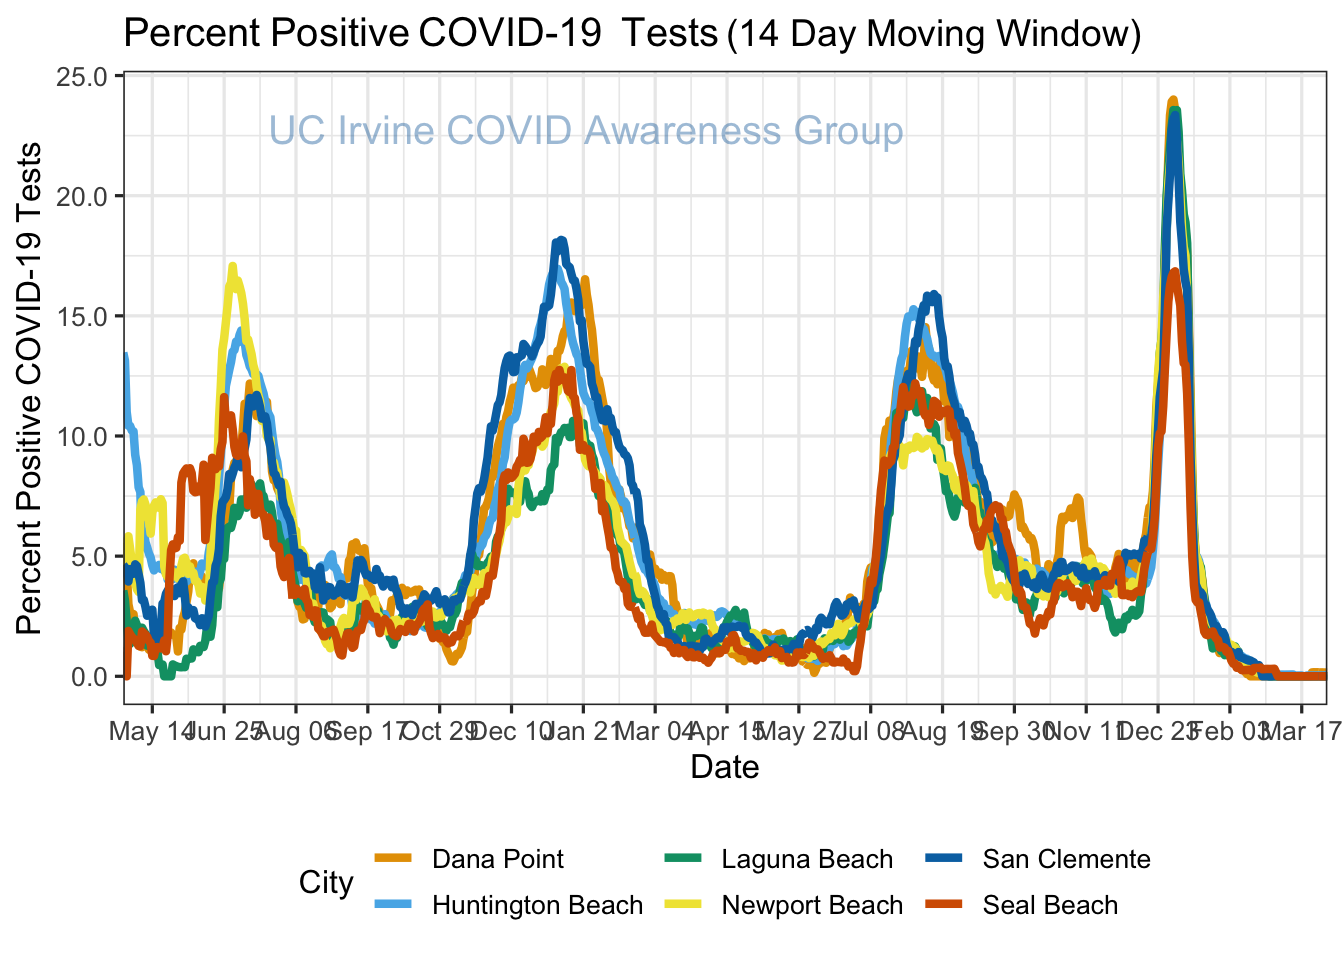 Percent Positive COVID-19 Tests (14 Day Moving Window)
UC Irvine COVID Awareness Group
Percent Positive COVID-19 Tests
25.0
20.0
15.0
10.0
5.0
0.0
May 14 Jun 25 Aug 06 Sep 17 Oct 29 Dec 10 Jan 21 Mar 04 Apr 15 May 27 Jul 08 Aug 19 Sep 30 Nov 11 Dec 23 Feb 03 Mar 17
Date
City
Dana Point Laguna Beach San Clemente
Huntington Beach Newport Beach Seal Beach